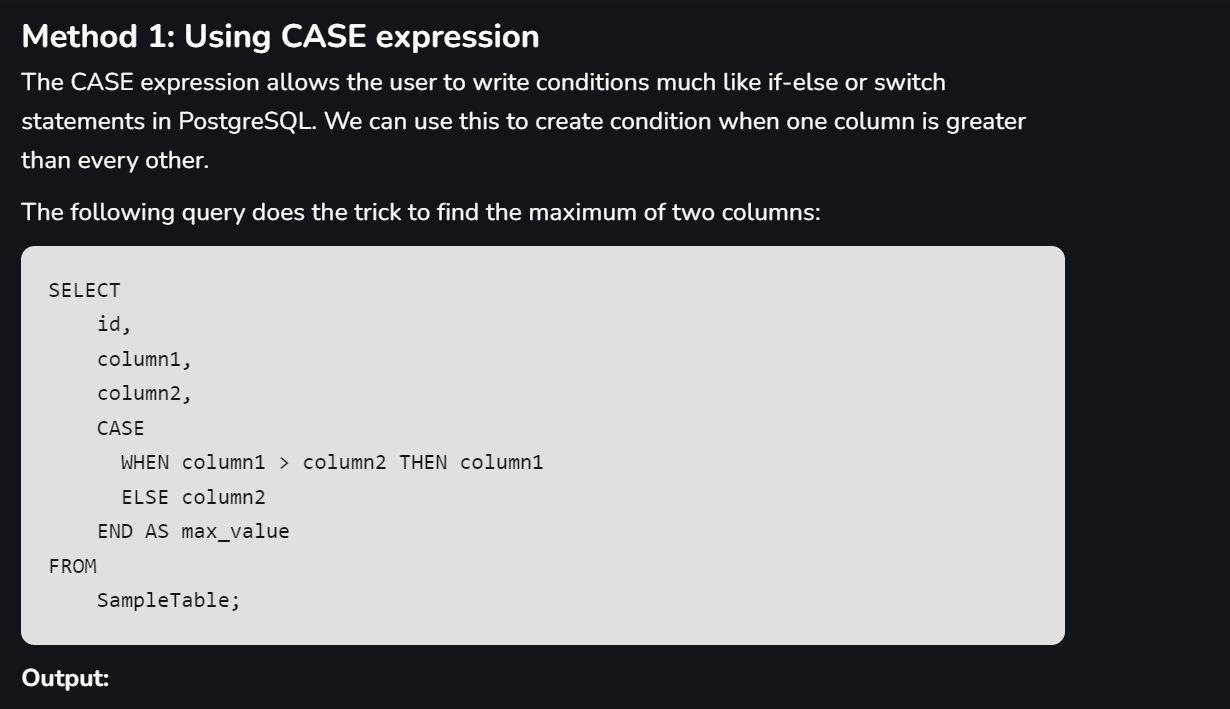 Method 1: Using CASE expression
The CASE expression allows the user to write conditions much like if-else or switch
statements in PostgreSQL. We can use this to create condition when one column is greater
than every other.
The following query does the trick to find the maximum of two columns:
SELECT
    id,
    column1,
    column2,
    CASE
      WHEN column1 > column2 THEN column1
      ELSE column2
    END AS max_value
FROM
    SampleTable;
Output: